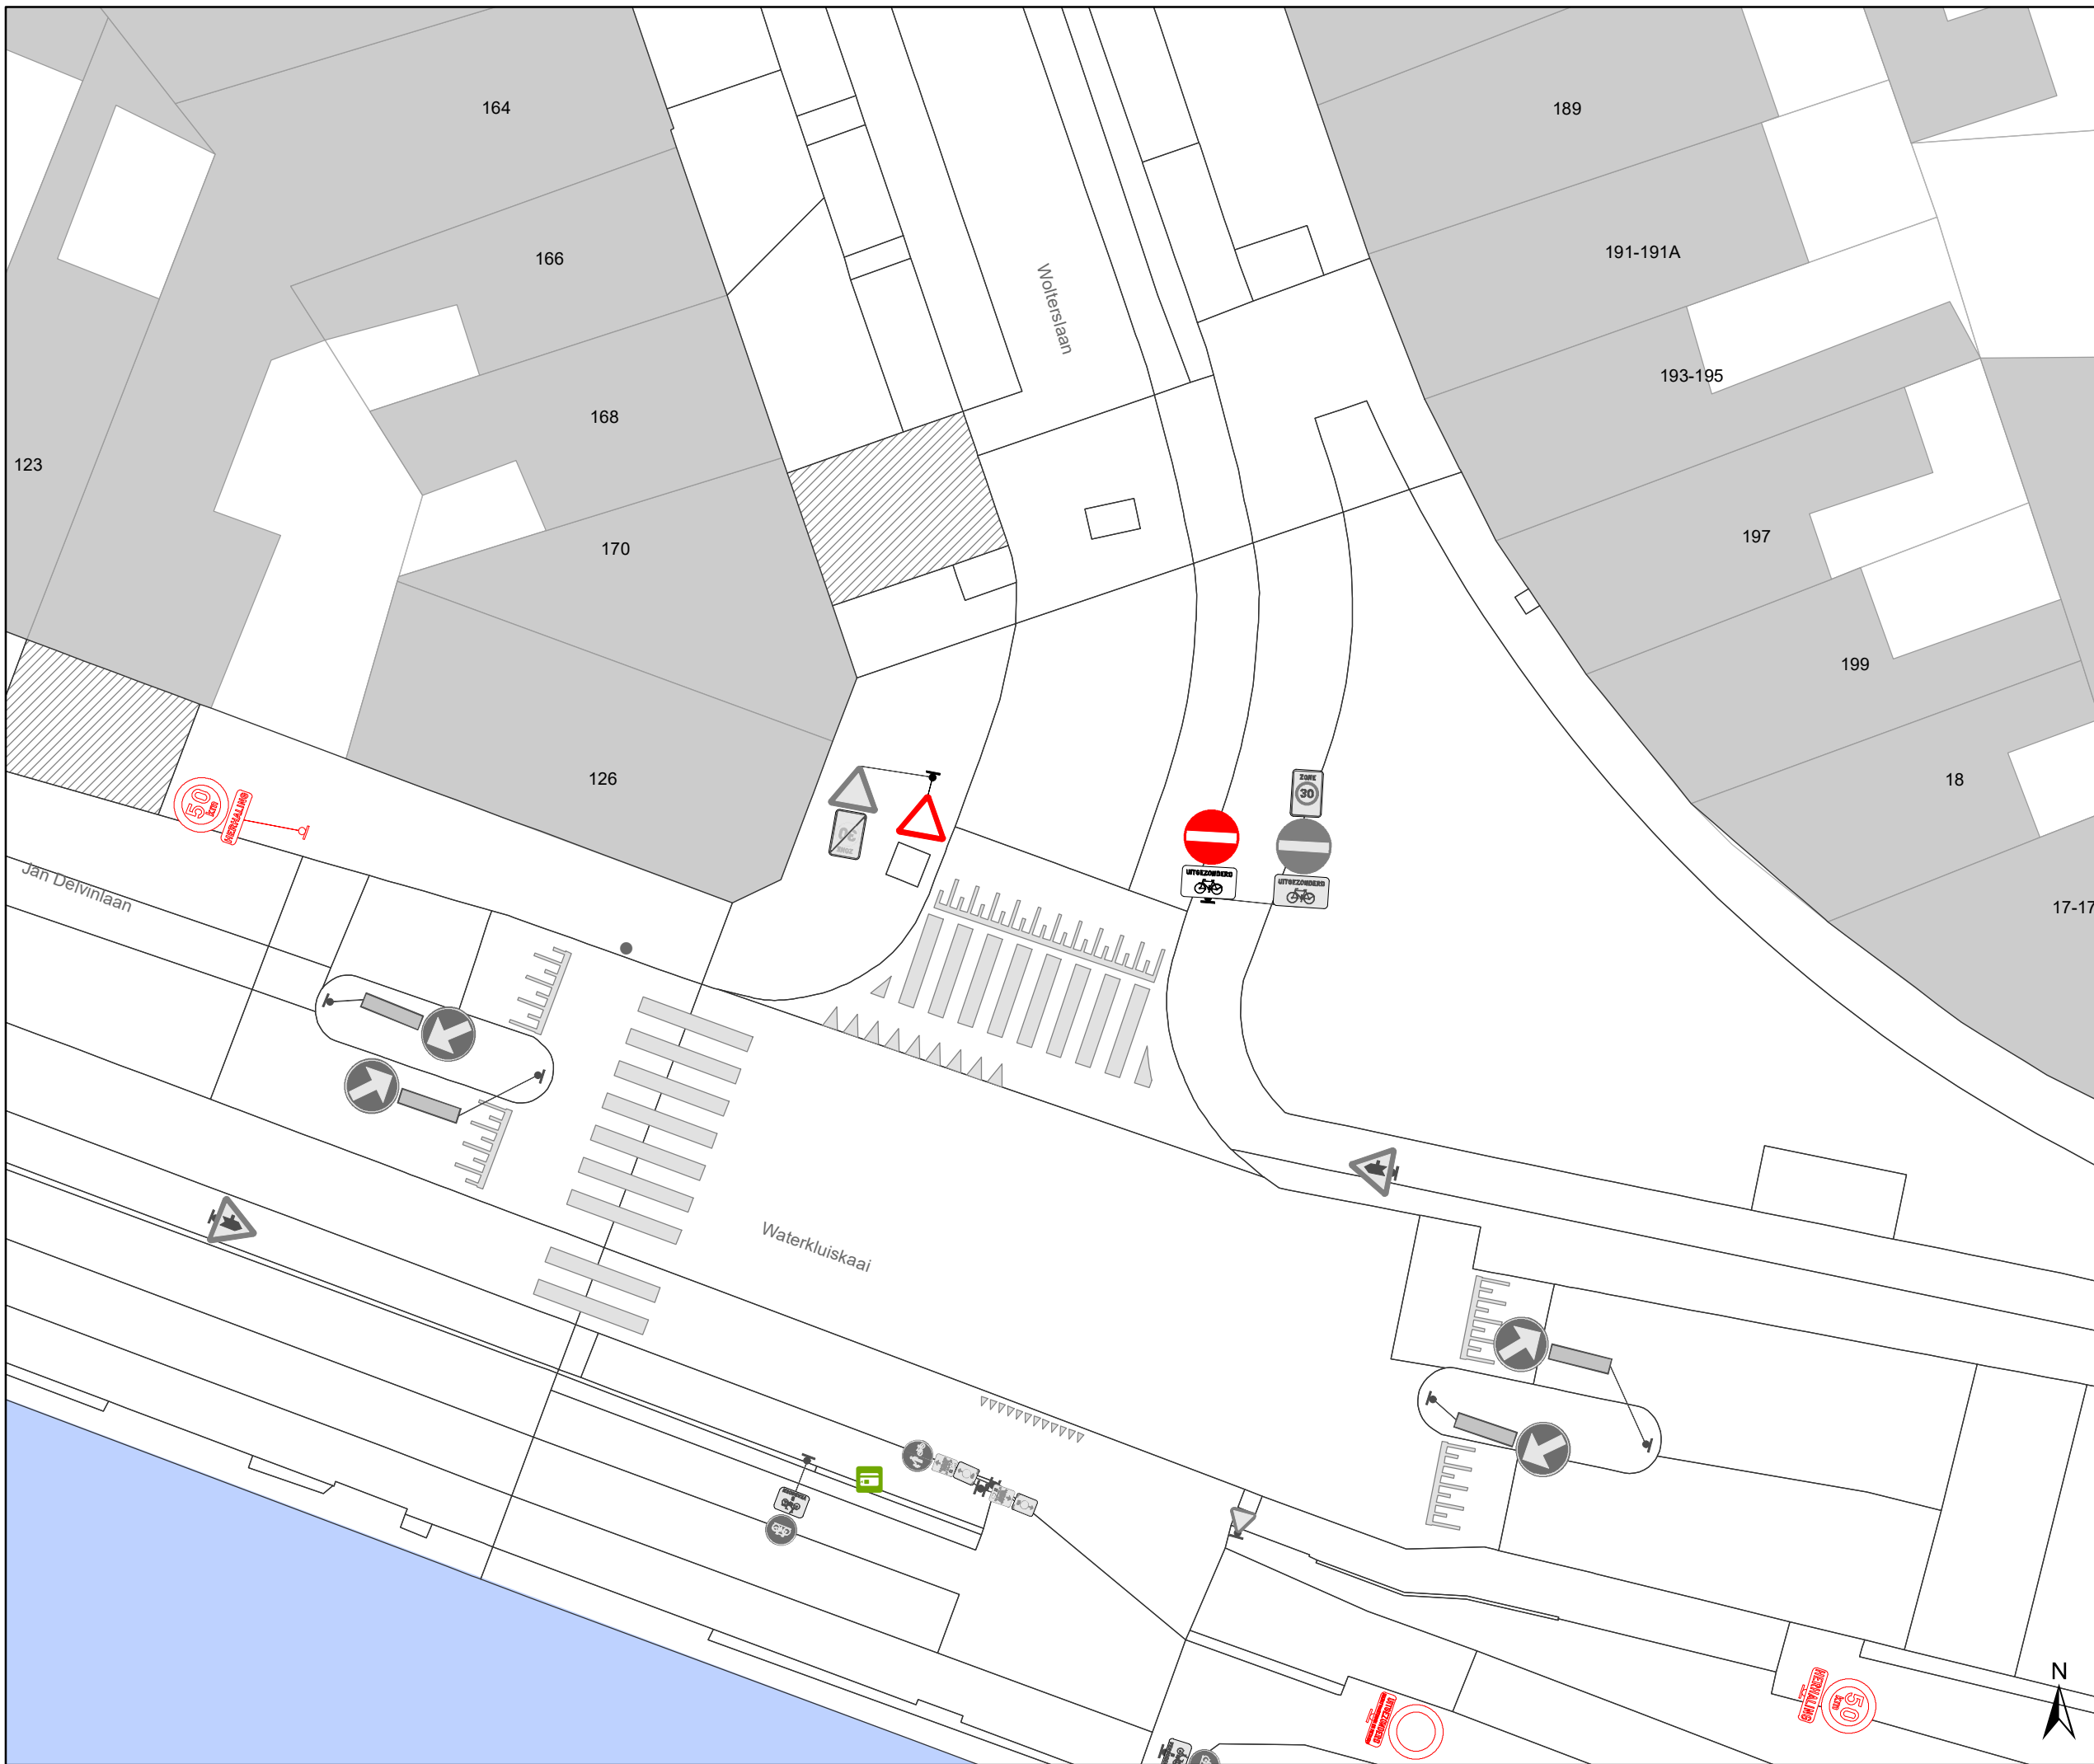 164
189
166
191-191A
Wolterslaan
193-195
168
123
170
197
199
126
18
ZONE
30
50
km
HERHALING
UITGEZONDERD
UITGEZONDERD
Jan Delvinlaan
17-17
Waterkluiskaai
HERHALING
50
km
N